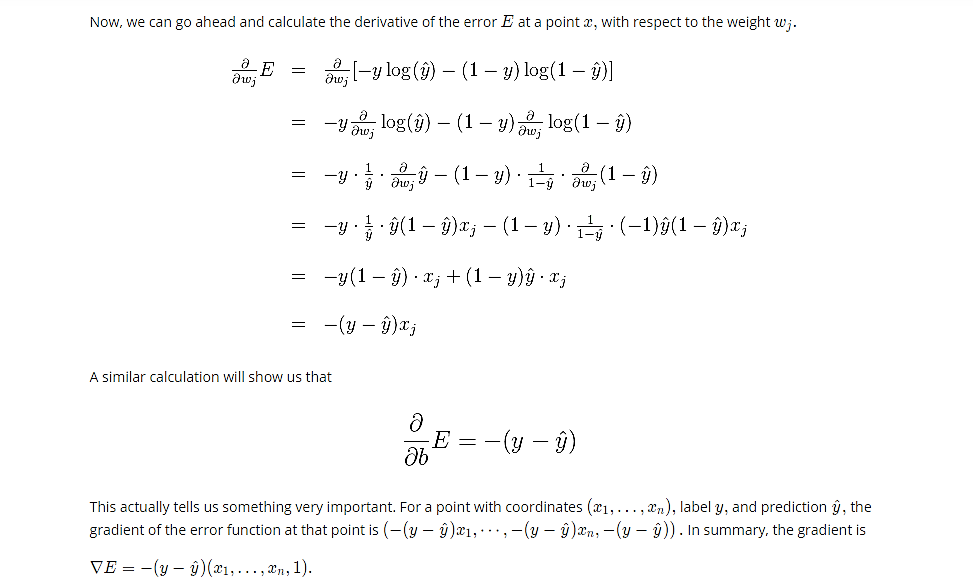 Now, we can go ahead and calculate the derivative of the error E at a point x, with respect to the weight w_j.
∂/∂w_j E = ∂/∂w_j [−y log(ŷ) − (1 − y) log(1 − ŷ)]
= −y ∂/∂w_j log(ŷ) − (1 − y) ∂/∂w_j log(1 − ŷ)
= −y · 1/ŷ · ∂/∂w_j ŷ − (1 − y) · 1/(1−ŷ) · ∂/∂w_j (1 − ŷ)
= −y · 1/ŷ · ŷ(1 − ŷ)x_j − (1 − y) · 1/(1−ŷ) · (−1)ŷ(1 − ŷ)x_j
= −y(1 − ŷ) · x_j + (1 − y)ŷ · x_j
= −(y − ŷ)x_j
A similar calculation will show us that
∂/∂b E = −(y − ŷ)
This actually tells us something very important. For a point with coordinates (x_1, . . . , x_n), label y, and prediction ŷ, the
gradient of the error function at that point is (−(y − ŷ)x_1, · · · , −(y − ŷ)x_n, −(y − ŷ)) . In summary, the gradient is
∇E = −(y − ŷ)(x_1, . . . , x_n, 1).